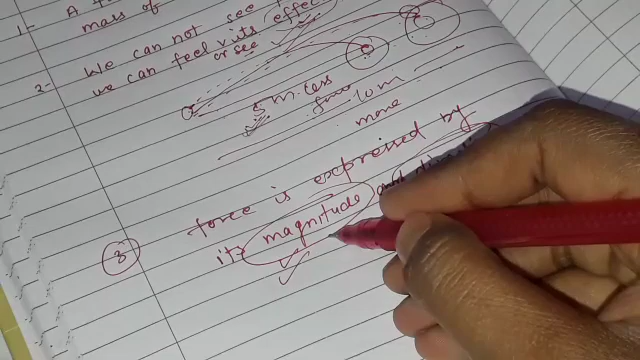 1- A
mass of
2- We can not see
we can feel its effec
or see
5 m. less
10 m
more
3 force is expressed by
its magnitude and